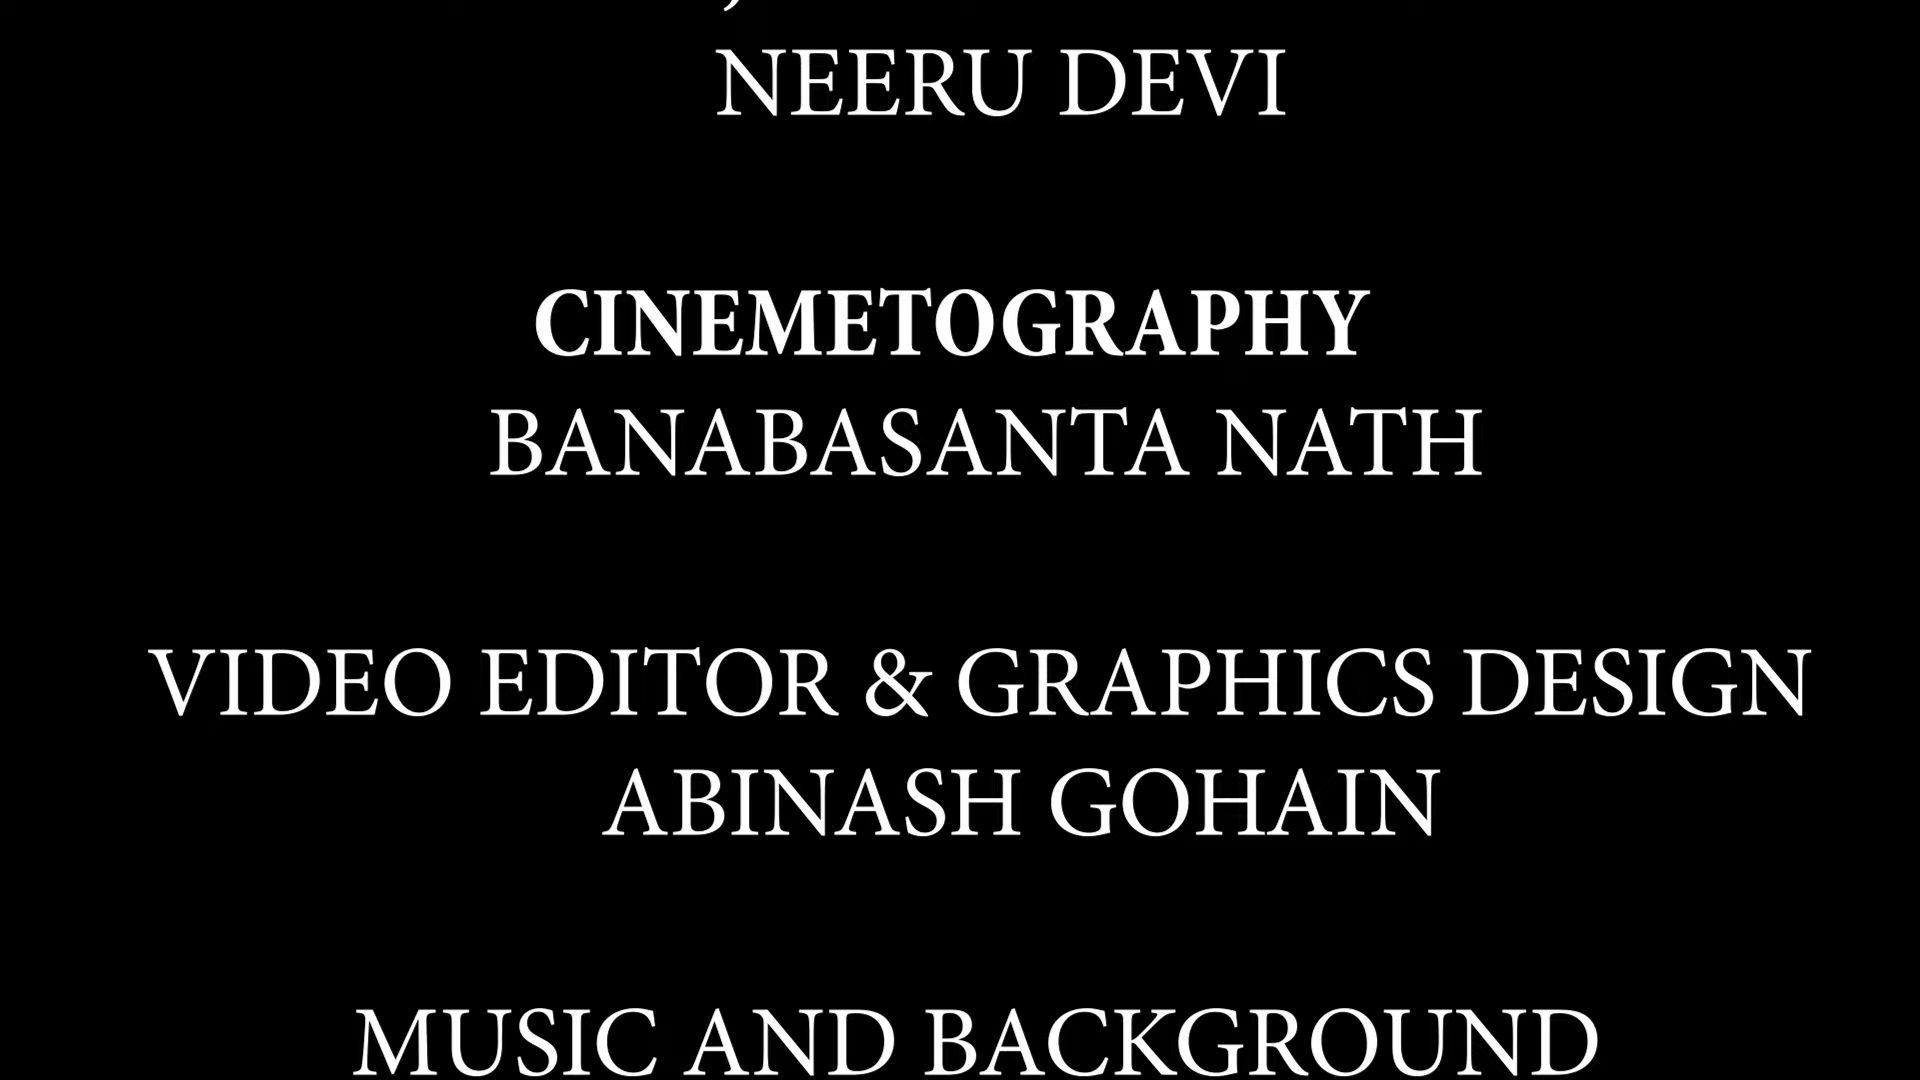 NEERU DEVI
CINEMETOGRAPHY
BANABASANTA NATH
VIDEO EDITOR & GRAPHICS DESIGN
ABINASH GOHAIN
MUSIC AND BACKGROUND